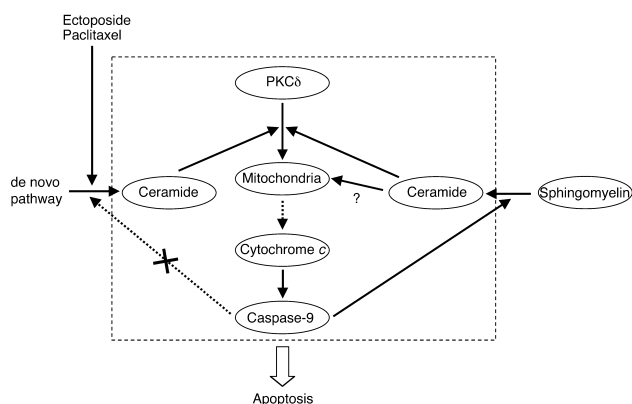 Ectoposide
Paclitaxel
PKCδ
de novo
pathway
Ceramide
Mitochondria
Ceramide
Sphingomyelin
?
Cytochrome c
Caspase-9
Apoptosis